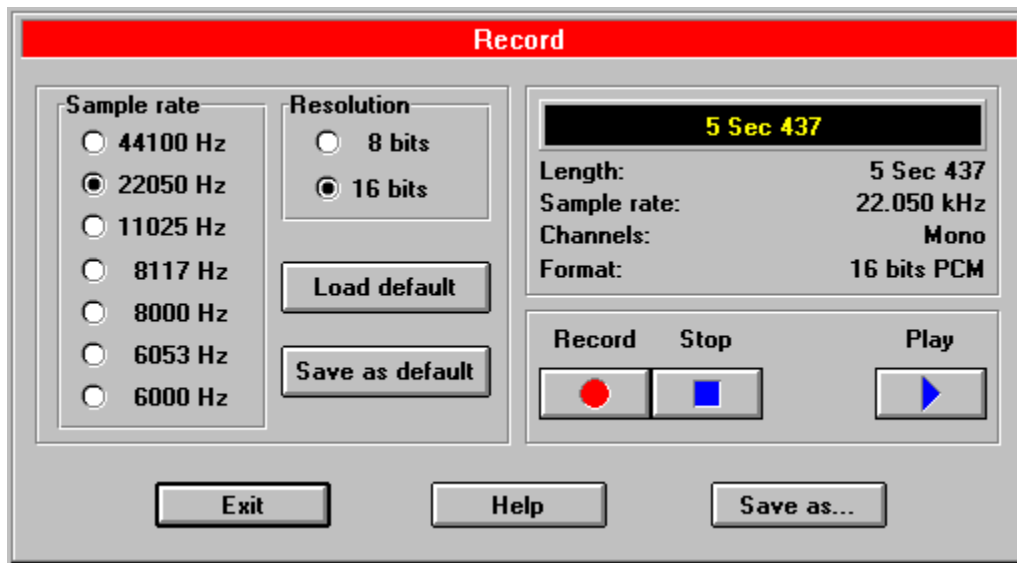 Record
Sample rate
44100 Hz
22050 Hz
11025 Hz
8117 Hz
8000 Hz
6053 Hz
6000 Hz
Resolution
8 bits
16 bits
Load default
Save as default
5 Sec 437
Length: 5 Sec 437
Sample rate: 22.050 kHz
Channels: Mono
Format: 16 bits PCM
Record Stop Play
Exit Help Save as...